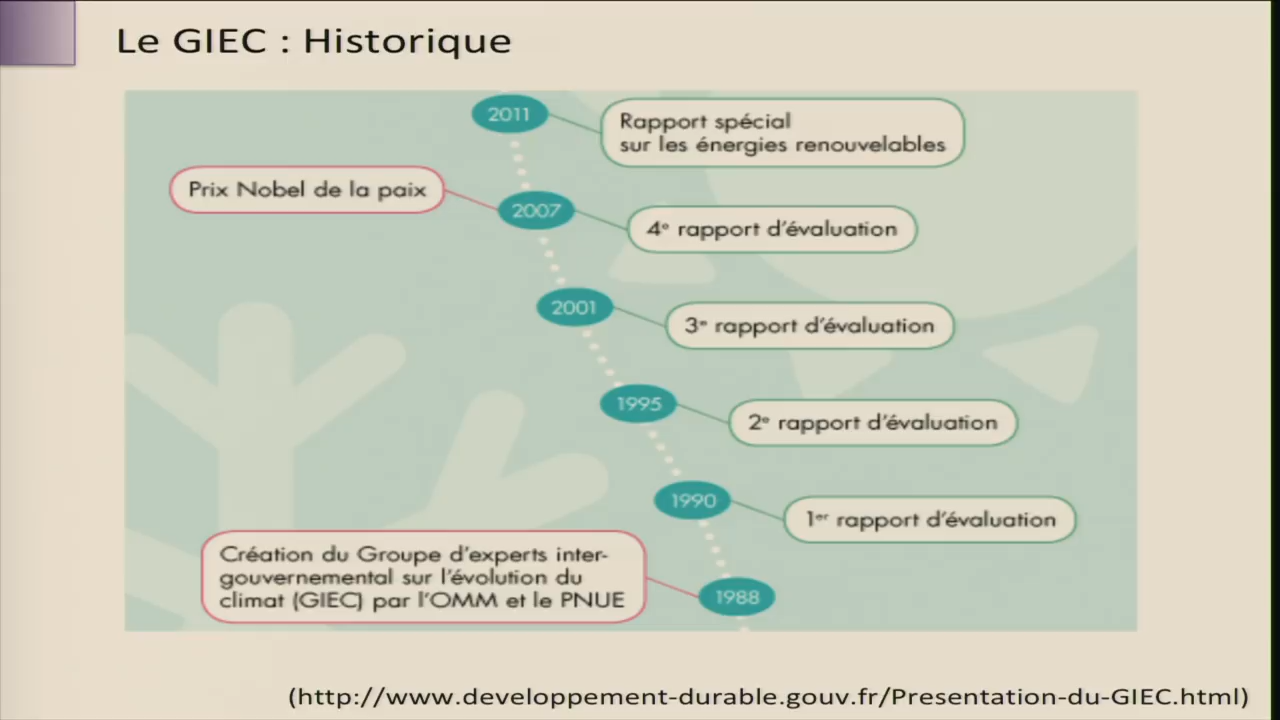 Le GIEC : Historique
2011
Rapport spécial
sur les énergies renouvelables
Prix Nobel de la paix
2007
4e rapport d'évaluation
2001
3e rapport d'évaluation
1995
2e rapport d'évaluation
1990
1er rapport d'évaluation
Création du Groupe d'experts inter-
gouvernemental sur l'évolution du
climat (GIEC) par l'OMM et le PNUE
1988
(http://www.developpement-durable.gouv.fr/Presentation-du-GIEC.html)